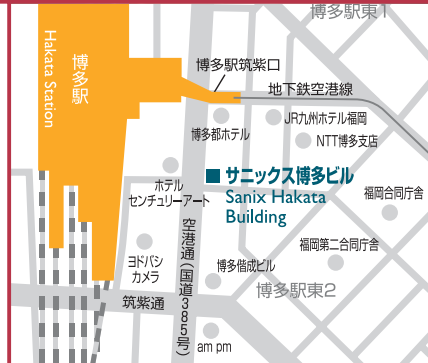 博多駅東1
博多駅
Hakata Station
博多駅筑紫口
地下鉄空港線
博多都ホテル
JR九州ホテル福岡
NTT博多支店
サニックス博多ビル
Sanix Hakata
Building
ホテル
センチュリーアート
福岡合同庁舎
空港通(国道385号)
福岡第二合同庁舎
ヨドバシ
カメラ
博多偕成ビル
博多駅東2
筑紫通
am pm